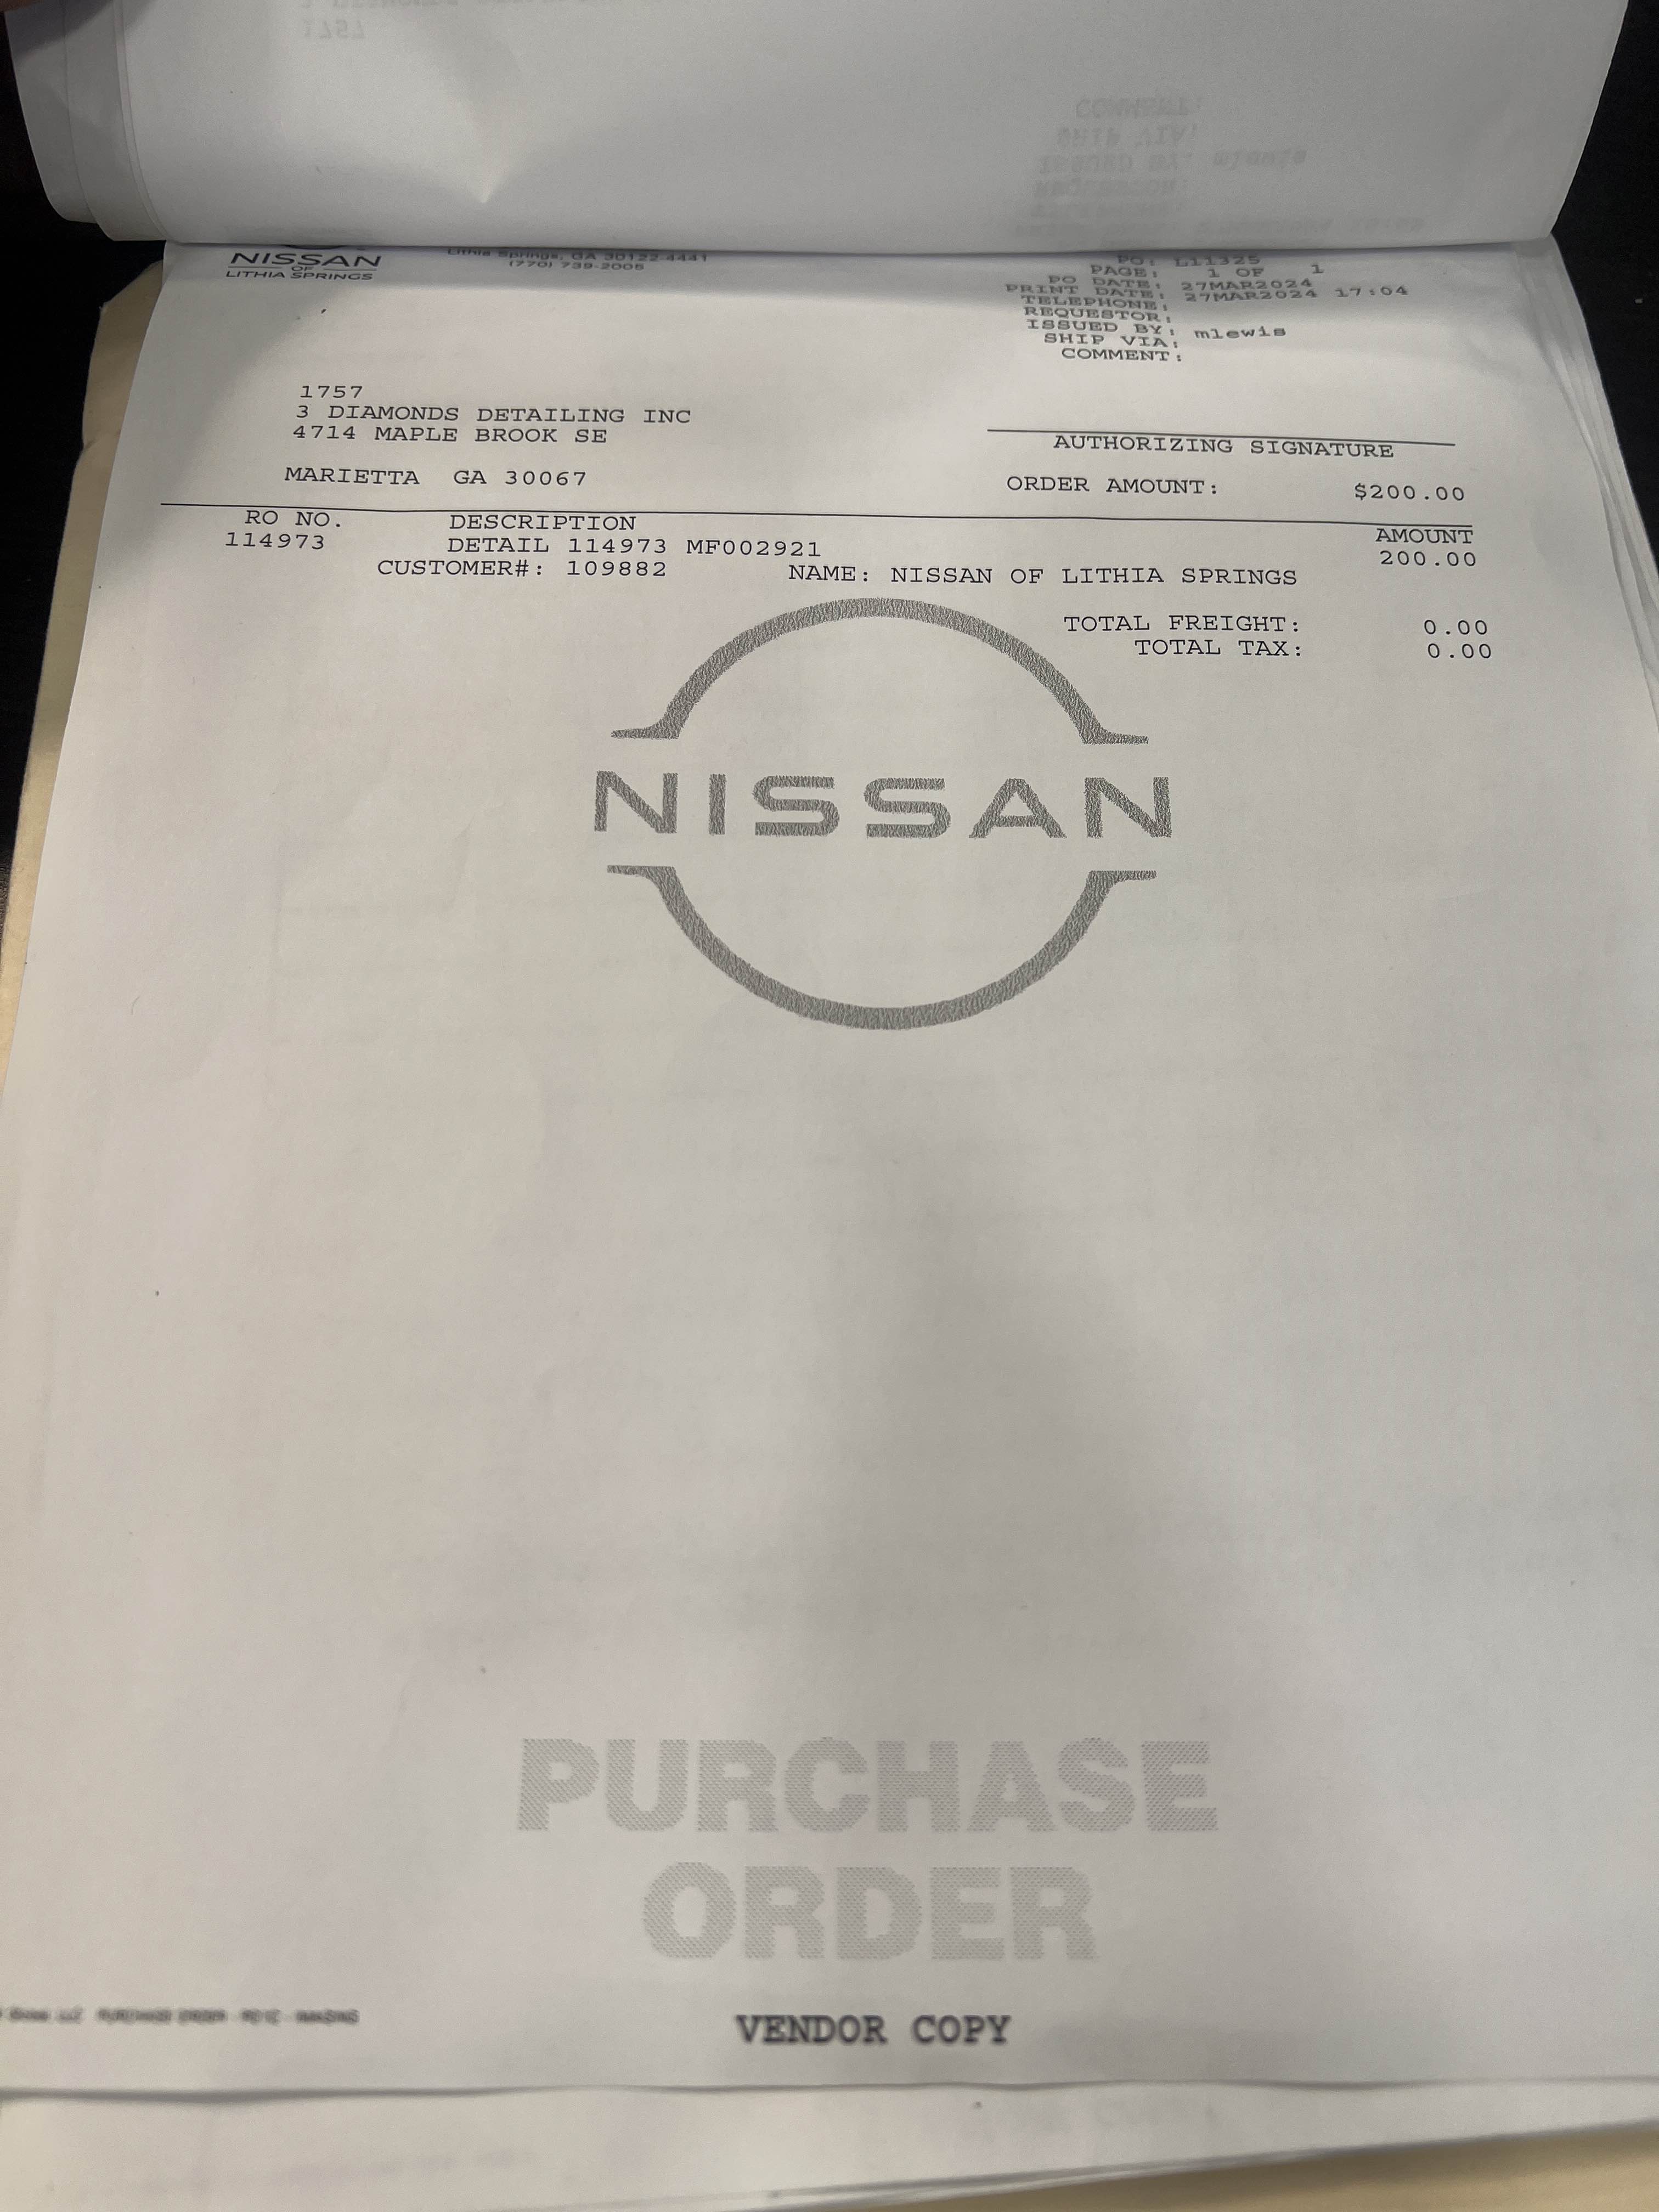 NISSAN
OF
LITHIA SPRINGS
Lithia Springs, GA 30122-4441
(770) 739-2005
PO: L11325
PAGE: 1 OF 1
PO DATE: 27MAR2024
PRINT DATE: 27MAR2024 17:04
TELEPHONE:
REQUESTOR:
ISSUED BY: mlewis
SHIP VIA:
COMMENT:
1757
3 DIAMONDS DETAILING INC
4714 MAPLE BROOK SE
MARIETTA GA 30067
AUTHORIZING SIGNATURE
ORDER AMOUNT: $200.00
RO NO. DESCRIPTION AMOUNT
114973 DETAIL 114973 MF002921 200.00
CUSTOMER#: 109882 NAME: NISSAN OF LITHIA SPRINGS
TOTAL FREIGHT: 0.00
TOTAL TAX: 0.00
NISSAN
PURCHASE
ORDER
PURCHASE ORDER
VENDOR COPY